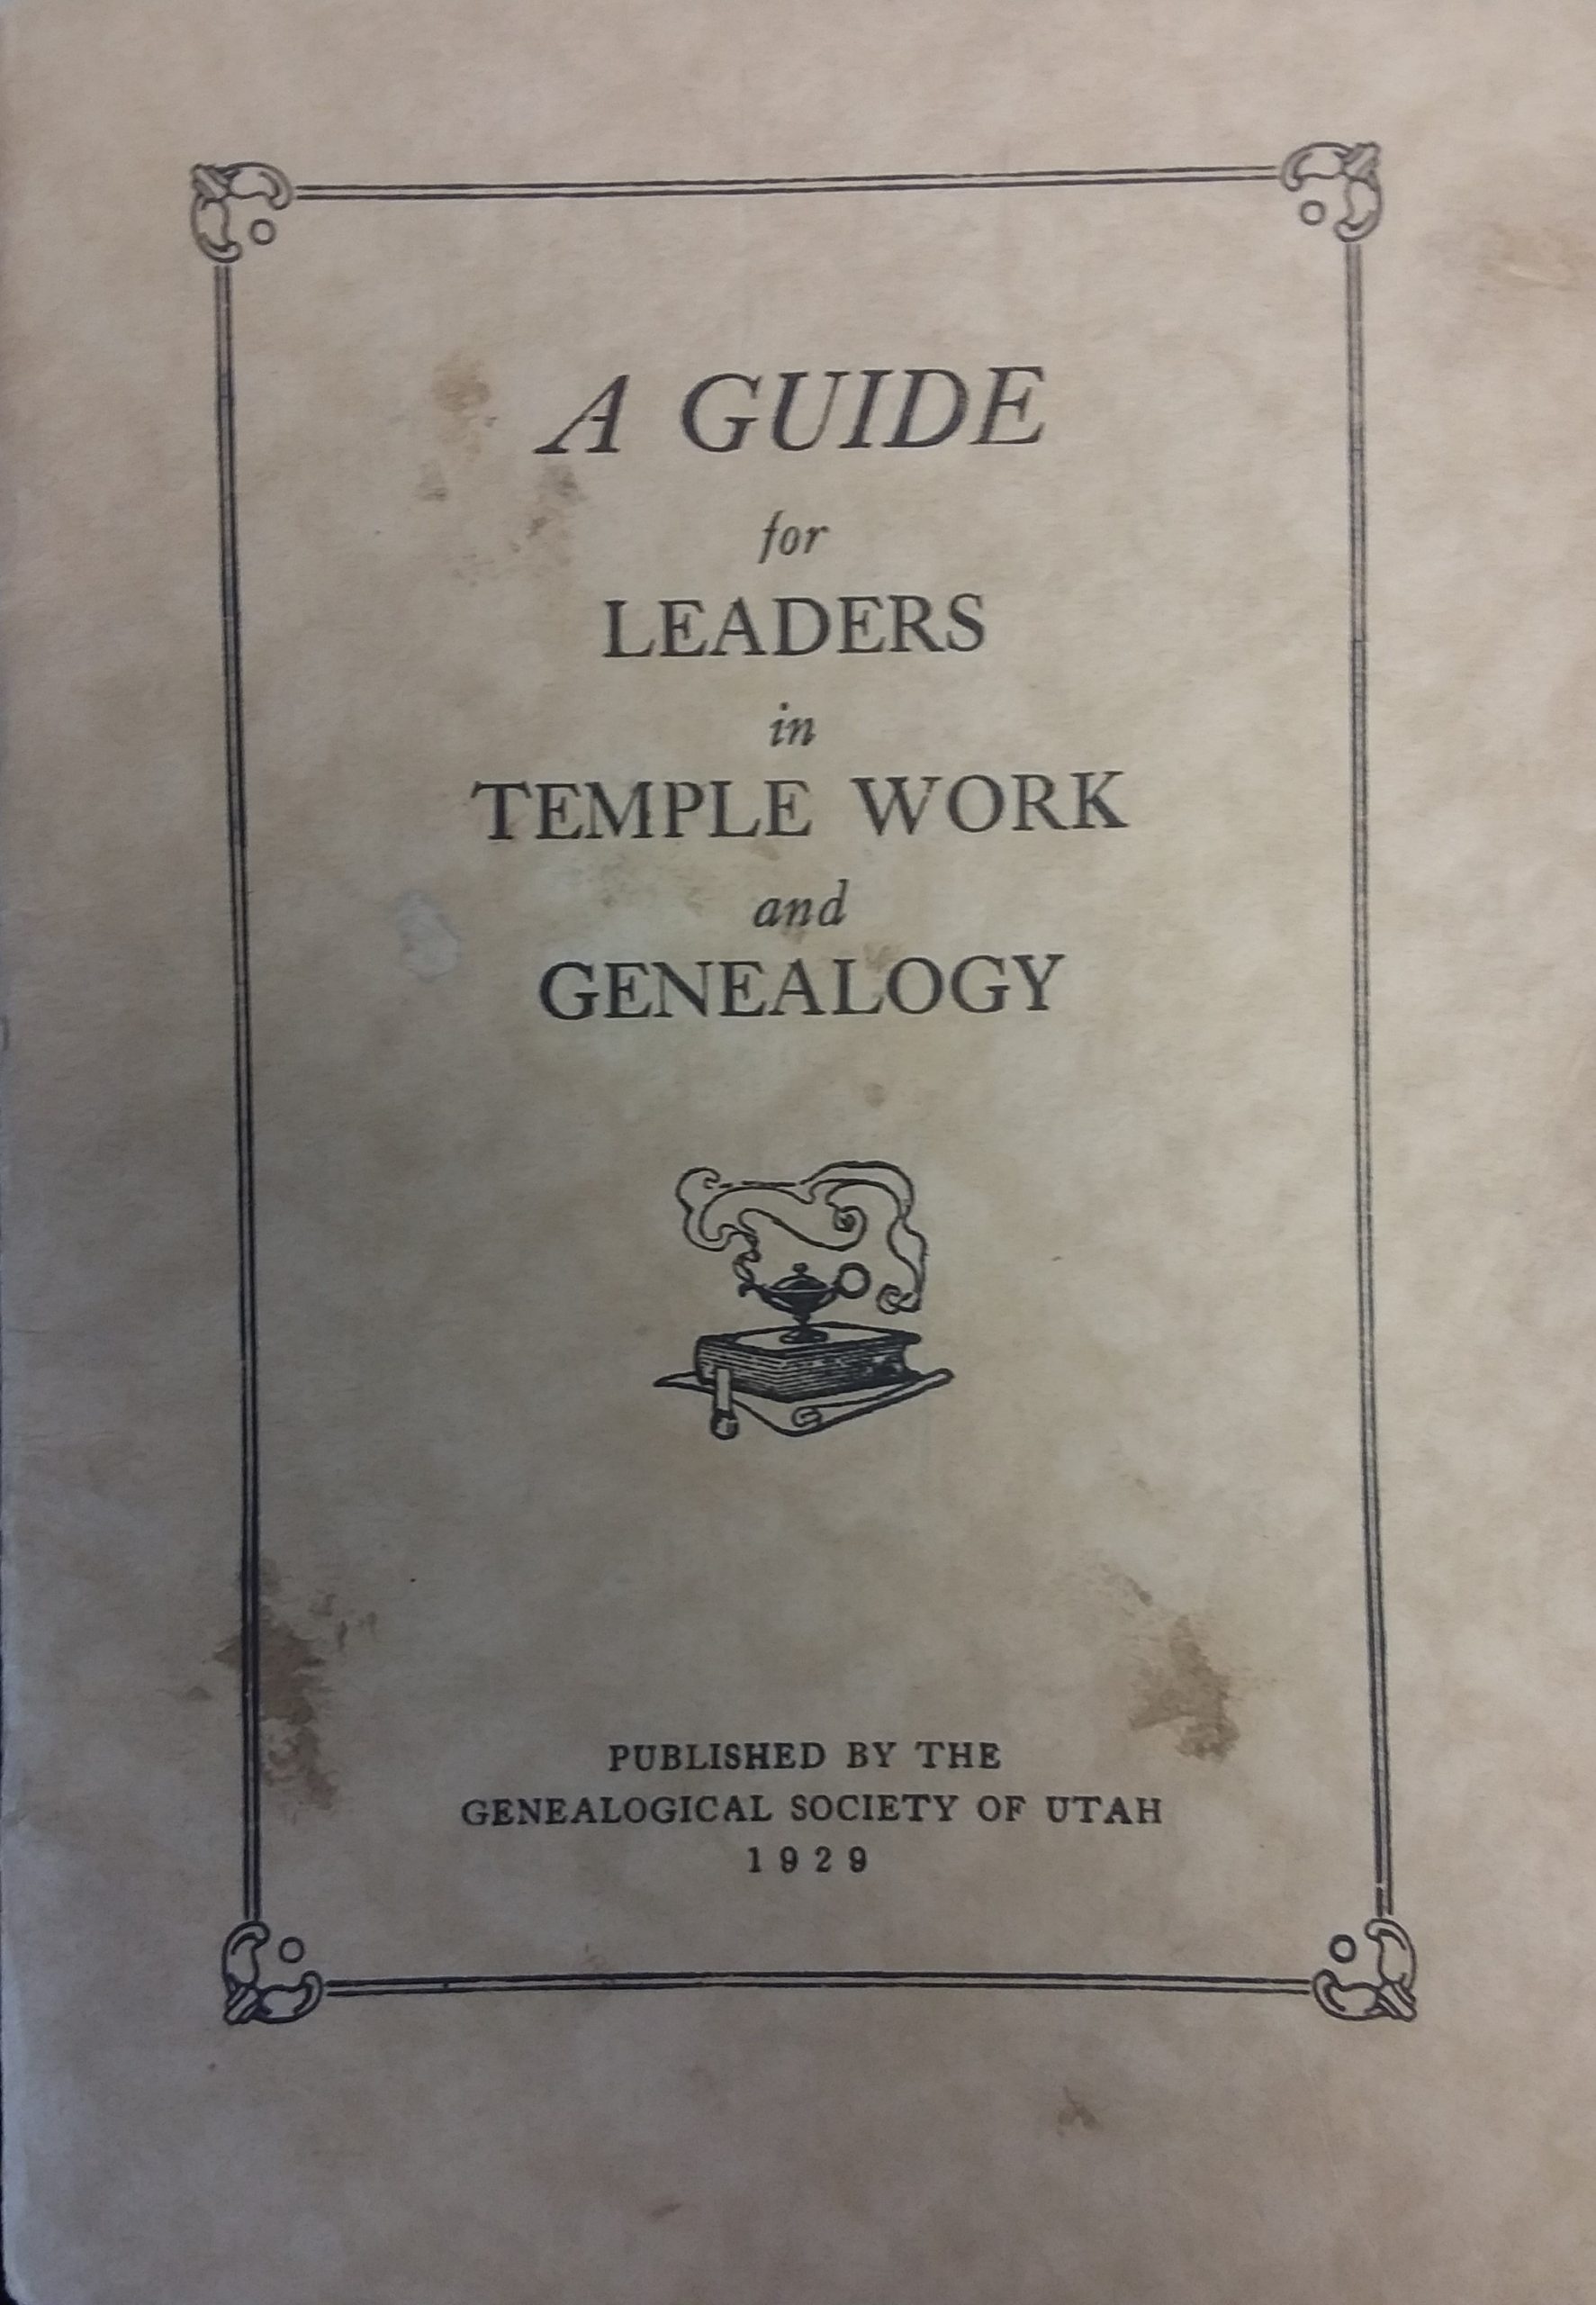 A GUIDE
for
LEADERS
in
TEMPLE WORK
and
GENEALOGY
PUBLISHED BY THE
GENEALOGICAL SOCIETY OF UTAH
1929